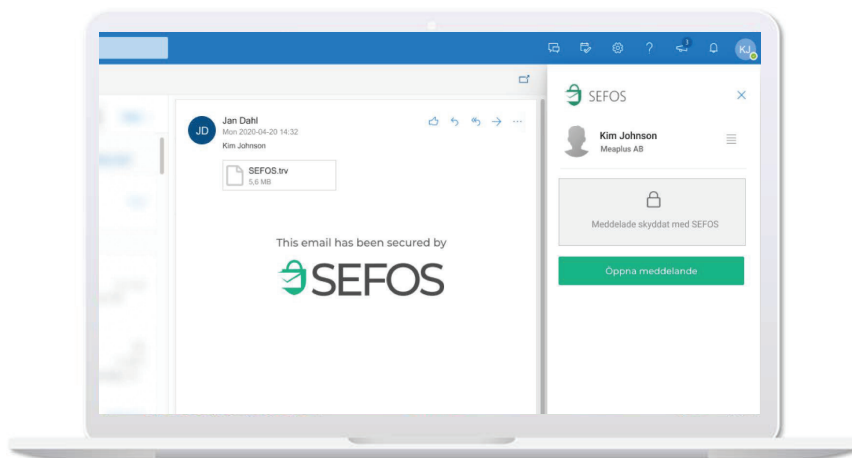 KJ
1
SEFOS
JD
Jan Dahl
Mon 2020-04-20 14:32
Kim Johnson
SEFOS.trv
5,6 MB
This email has been secured by
SEFOS
Kim Johnson
Meaplus AB
Meddelade skyddat med SEFOS
Öppna meddelande